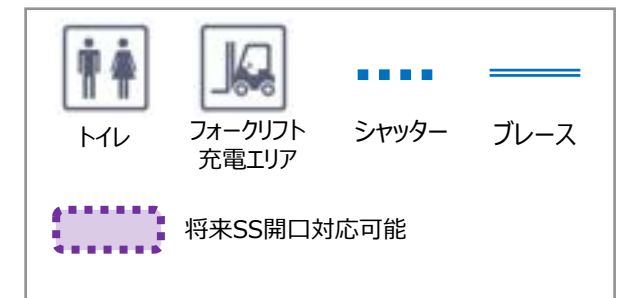 トイレ
フォークリフト
充電エリア
シャッター
ブレース
将来SS開口対応可能